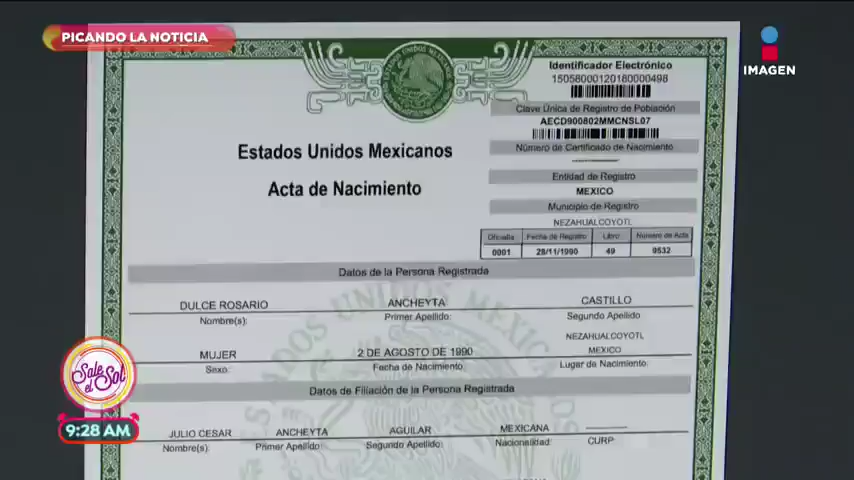 PICANDO LA NOTICIA
IMAGEN
Identificador Electrónico
15058000120180000498
Clave Única de Registro de Población
AECD900802MMCNSL07
Número de Certificado de Nacimiento
Entidad de Registro
MEXICO
Municipio de Registro
NEZAHUALCOYOTL
Oficialía Fecha de Registro Libro Número de Acta
0001 28/11/1990 49 9532
ESTADOS UNIDOS MEXICANOS
Estados Unidos Mexicanos
Acta de Nacimiento
Datos de la Persona Registrada
DULCE ROSARIO ANCHEYTA CASTILLO
Nombre(s): Primer Apellido: Segundo Apellido:
NEZAHUALCOYOTL
MUJER 2 DE AGOSTO DE 1990 MEXICO
Sexo: Fecha de Nacimiento: Lugar de Nacimiento:
Datos de Filiación de la Persona Registrada
JULIO CESAR ANCHEYTA AGUILAR MEXICANA
Nombre(s): Primer Apellido: Segundo Apellido: Nacionalidad: CURP
Sale el Sol
9:28 AM